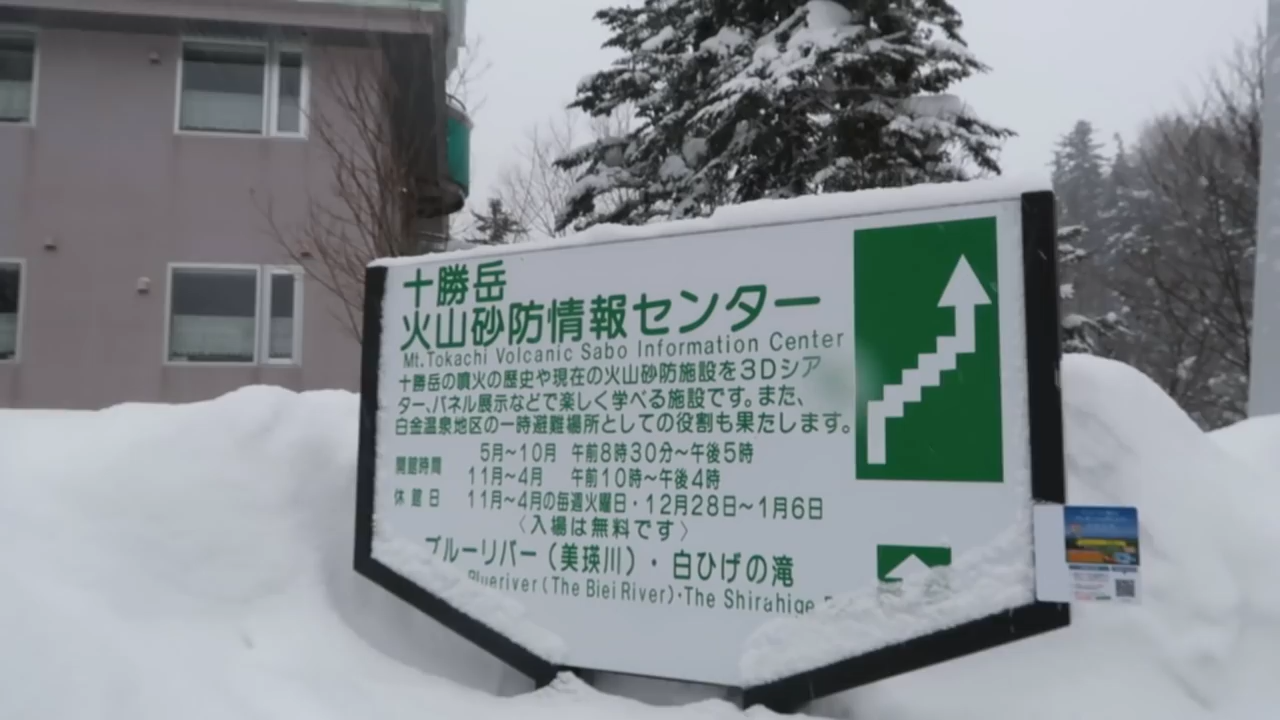 十勝岳
火山砂防情報センター
Mt.Tokachi Volcanic Sabo Information Center
十勝岳の噴火の歴史や現在の火山砂防施設を3Dシア
ター、パネル展示などで楽しく学べる施設です。また、
白金温泉地区の一時避難場所としての役割も果たします。
開館時間 5月～10月 午前8時30分～午後5時
11月～4月 午前10時～午後4時
休館日 11月～4月の毎週火曜日・12月28日～1月6日
〈入場は無料です〉
ブルーリバー（美瑛川）・白ひげの滝
Blueriver(The Biei River)・The Shirahige